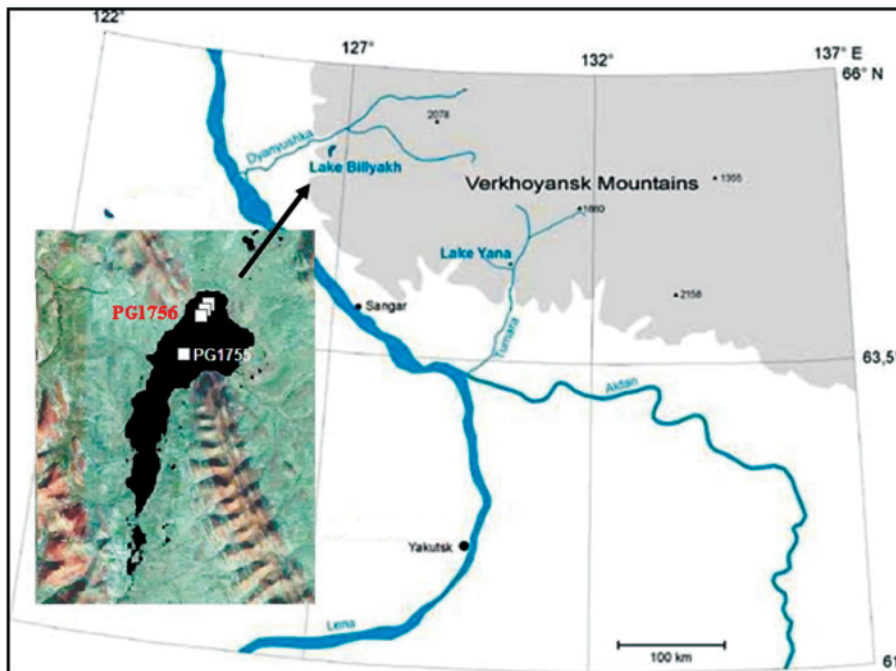 122°
127°
132°
137° E
66° N
2078
Dyanyushka
Lake Billyakh
Verkhoyansk Mountains
1355
1880
Lake Yana
PG1756
Sangar
2158
PG1755
Tumara
63,5°
Aldan
Yakutsk
Lena
100 km